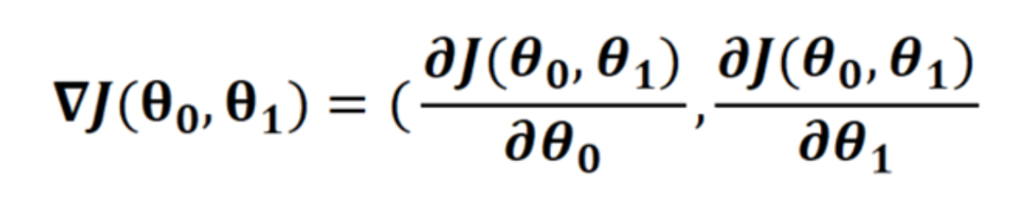 ∇J(θ₀, θ₁) = ( ∂J(θ₀, θ₁)/∂θ₀ , ∂J(θ₀, θ₁)/∂θ₁